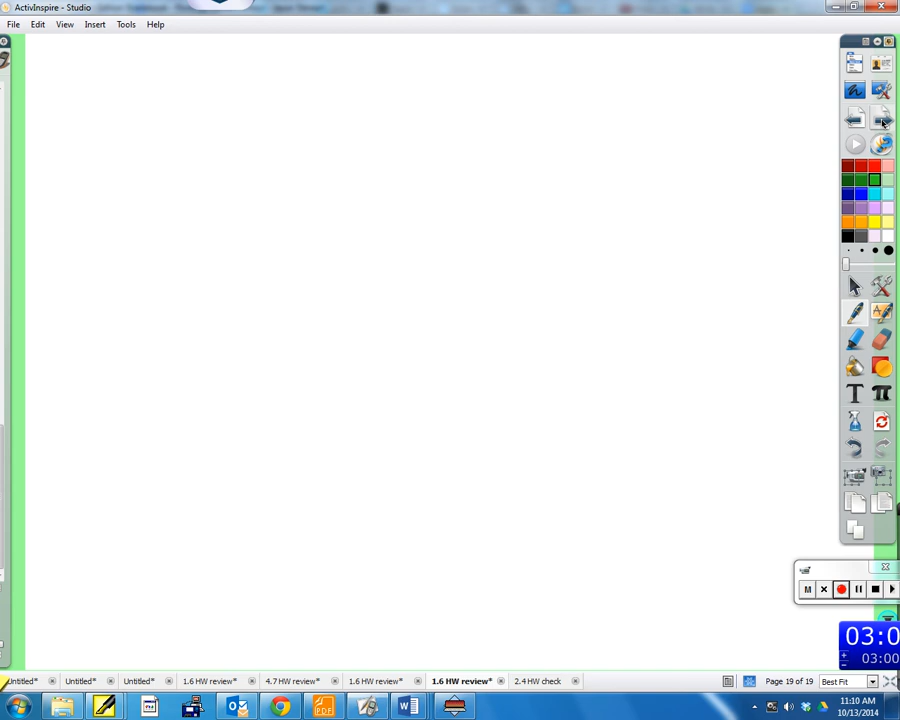 ActivInspire - Studio
File Edit View Insert Tools Help
T π
M
03:0
03:00
Untitled* Untitled* Untitled* 1.6 HW review* 4.7 HW review* 1.6 HW review* 1.6 HW review* 2.4 HW check Page 19 of 19 Best Fit
PDF W
11:10 AM
10/13/2014